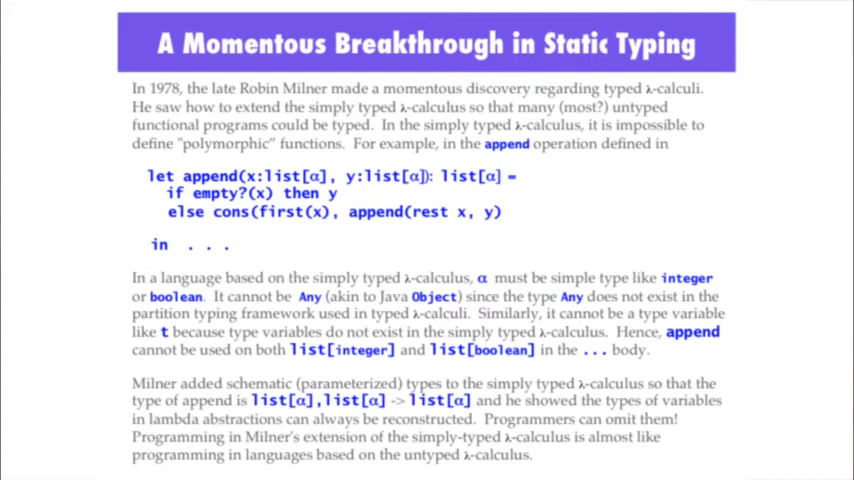 A Momentous Breakthrough in Static Typing
In 1978, the late Robin Milner made a momentous discovery regarding typed λ-calculi.
He saw how to extend the simply typed λ-calculus so that many (most?) untyped
functional programs could be typed. In the simply typed λ-calculus, it is impossible to
define "polymorphic" functions. For example, in the append operation defined in
let append(x:list[α], y:list[α]): list[α] =
if empty?(x) then y
else cons(first(x), append(rest x, y)
in . . .
In a language based on the simply typed λ-calculus, α must be simple type like integer
or boolean. It cannot be Any (akin to Java Object) since the type Any does not exist in the
partition typing framework used in typed λ-calculi. Similarly, it cannot be a type variable
like t because type variables do not exist in the simply typed λ-calculus. Hence, append
cannot be used on both list[integer] and list[boolean] in the ... body.
Milner added schematic (parameterized) types to the simply typed λ-calculus so that the
type of append is list[α],list[α] -> list[α] and he showed the types of variables
in lambda abstractions can always be reconstructed. Programmers can omit them!
Programming in Milner's extension of the simply-typed λ-calculus is almost like
programming in languages based on the untyped λ-calculus.